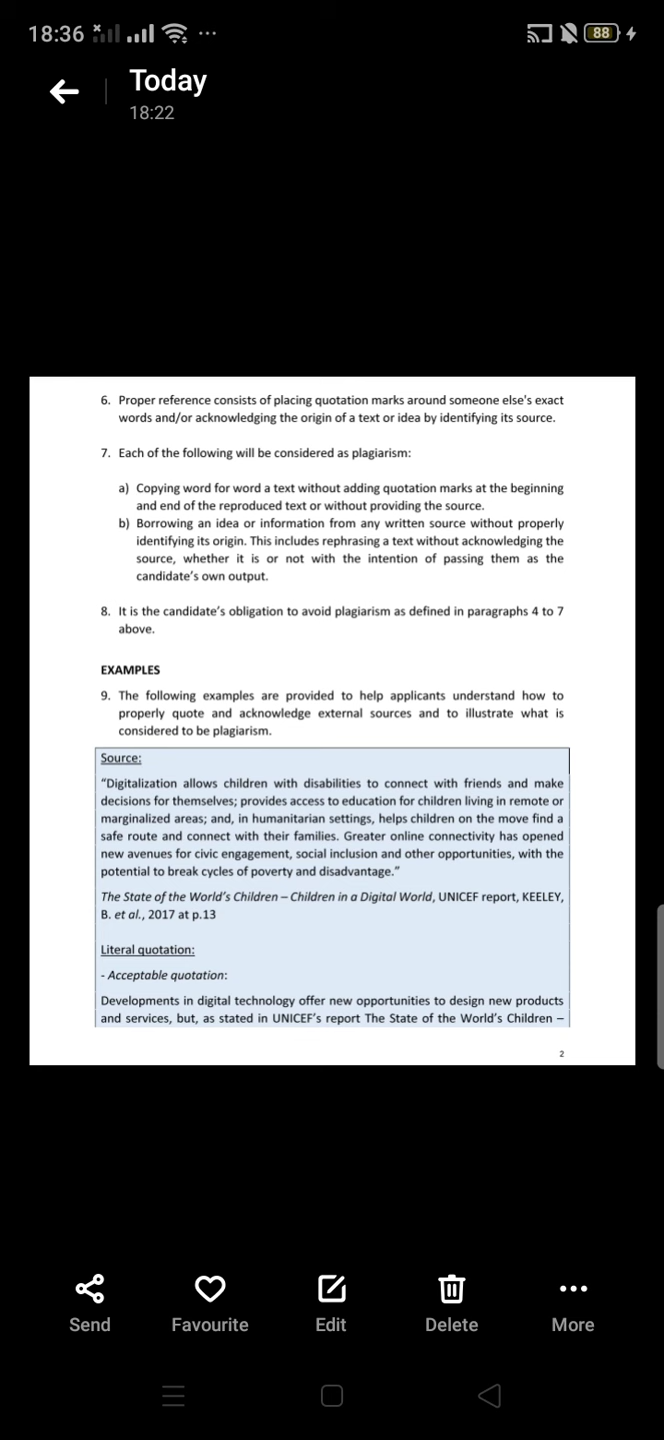 18:36
88
Today
18:22
6. Proper reference consists of placing quotation marks around someone else's exact
words and/or acknowledging the origin of a text or idea by identifying its source.
7. Each of the following will be considered as plagiarism:
a) Copying word for word a text without adding quotation marks at the beginning
and end of the reproduced text or without providing the source.
b) Borrowing an idea or information from any written source without properly
identifying its origin. This includes rephrasing a text without acknowledging the
source, whether it is or not with the intention of passing them as the
candidate's own output.
8. It is the candidate's obligation to avoid plagiarism as defined in paragraphs 4 to 7
above.
EXAMPLES
9. The following examples are provided to help applicants understand how to
properly quote and acknowledge external sources and to illustrate what is
considered to be plagiarism.
Source:
“Digitalization allows children with disabilities to connect with friends and make
decisions for themselves; provides access to education for children living in remote or
marginalized areas; and, in humanitarian settings, helps children on the move find a
safe route and connect with their families. Greater online connectivity has opened
new avenues for civic engagement, social inclusion and other opportunities, with the
potential to break cycles of poverty and disadvantage.”
The State of the World's Children – Children in a Digital World, UNICEF report, KEELEY,
B. et al., 2017 at p.13
Literal quotation:
- Acceptable quotation:
Developments in digital technology offer new opportunities to design new products
and services, but, as stated in UNICEF's report The State of the World's Children –
2
Send
Favourite
Edit
Delete
More